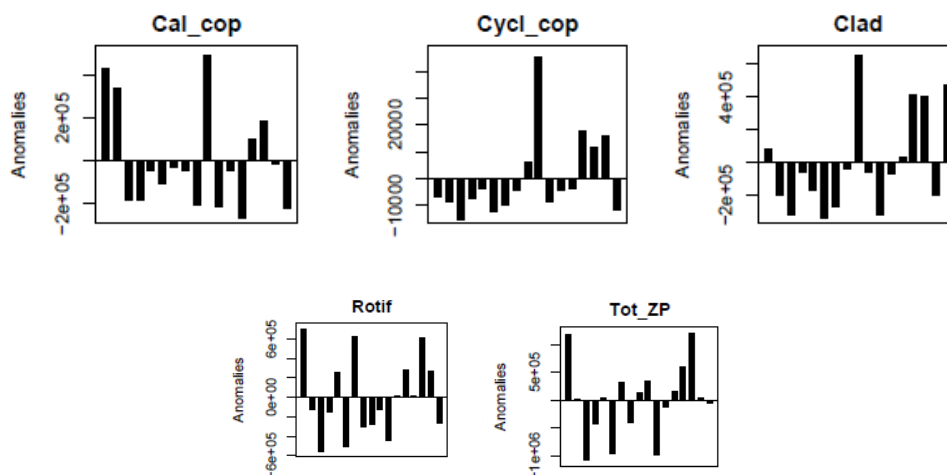 Cal_cop
Anomalies
2e+05
−2e+05
Cycl_cop
Anomalies
20000
−10000
Clad
Anomalies
4e+05
−2e+05
Rotif
Anomalies
6e+05
0e+00
−6e+05
Tot_ZP
Anomalies
5e+05
−1e+06